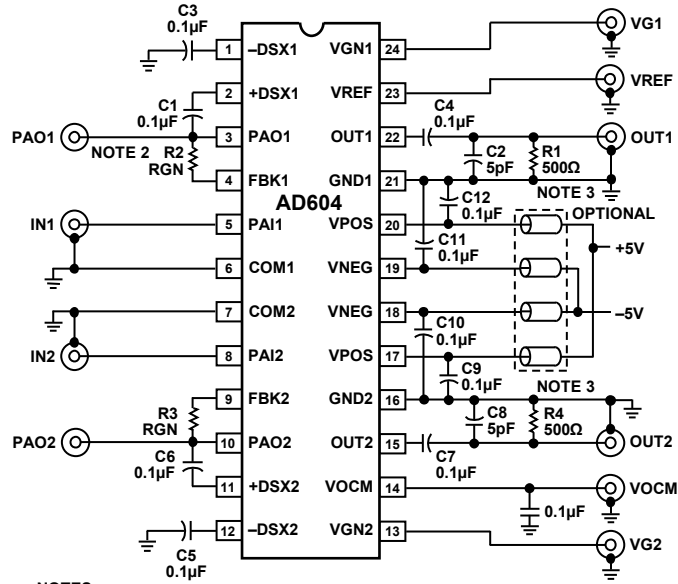 C3
0.1µF
1 –DSX1 VGN1 24 VG1
2 +DSX1 VREF 23 VREF
C1
0.1µF
C4
0.1µF
PAO1 3 PAO1 OUT1 22 OUT1
NOTE 2 R2
RGN
C2
5pF
R1
500Ω
4 FBK1 GND1 21
AD604
C12
0.1µF
NOTE 3
OPTIONAL
IN1 5 PAI1 VPOS 20
C11
0.1µF
+5V
6 COM1 VNEG 19
7 COM2 VNEG 18 –5V
C10
0.1µF
IN2 8 PAI2 VPOS 17
C9
0.1µF
NOTE 3
9 FBK2 GND2 16
R3
RGN
C8
5pF
R4
500Ω
PAO2 10 PAO2 OUT2 15 OUT2
C6
0.1µF
C7
0.1µF
11 +DSX2 VOCM 14 VOCM
0.1µF
12 –DSX2 VGN2 13 VG2
C5
0.1µF